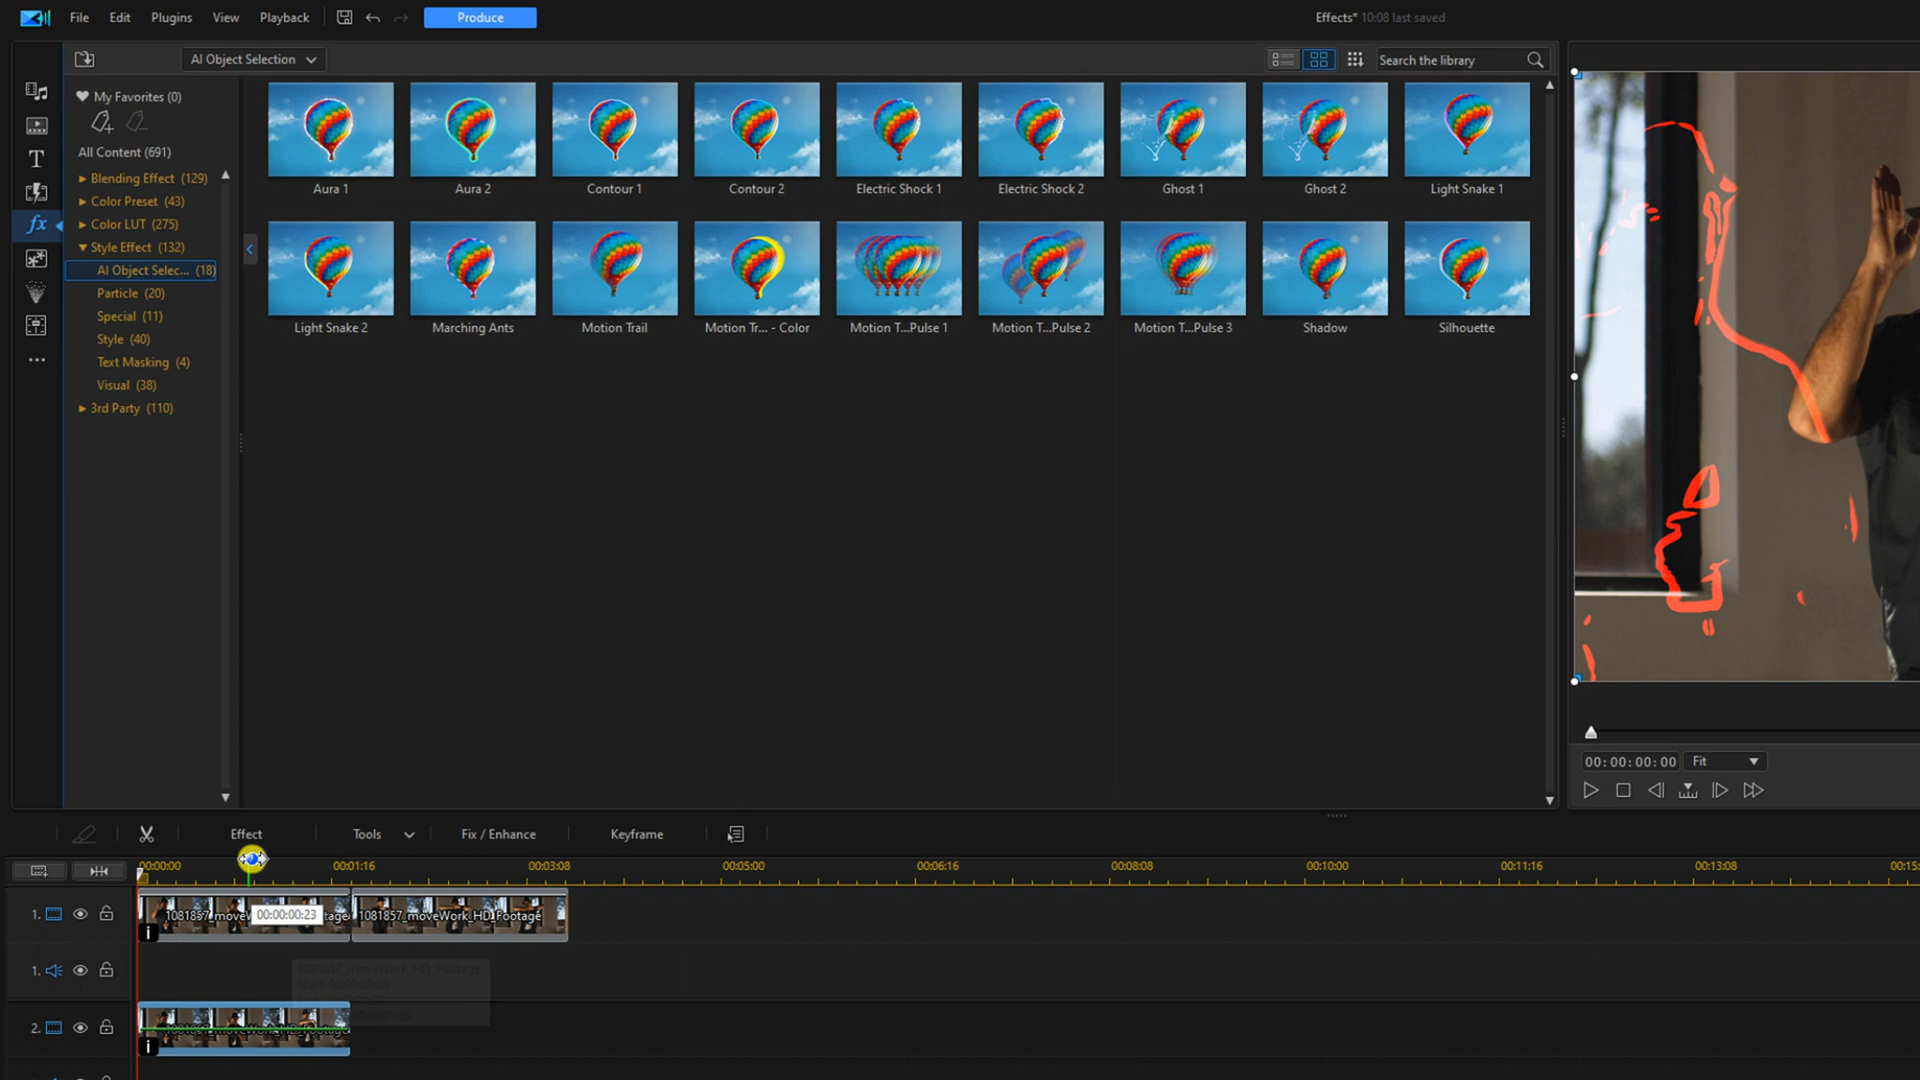 File Edit Plugins View Playback Produce Effects* 10:08 last saved
AI Object Selection Search the library
My Favorites (0)
All Content (691)
Blending Effect (129)
Color Preset (43)
Color LUT (275)
Style Effect (132)
AI Object Selec... (18)
Particle (20)
Special (11)
Style (40)
Text Masking (4)
Visual (38)
3rd Party (110)
Aura 1 Aura 2 Contour 1 Contour 2 Electric Shock 1 Electric Shock 2 Ghost 1 Ghost 2 Light Snake 1
Light Snake 2 Marching Ants Motion Trail Motion Tr... - Color Motion T...Pulse 1 Motion T...Pulse 2 Motion T...Pulse 3 Shadow Silhouette
00:00:00:00 Fit
Effect Tools Fix / Enhance Keyframe
00:00:00 00:01:16 00:03:08 00:05:00 00:06:16 00:08:08 00:10:00 00:11:16 00:13:08 00:15:
1. 1081857_moveW 00:00:00:23 tage 1081857_moveWork_HD_Footage
1.
2.